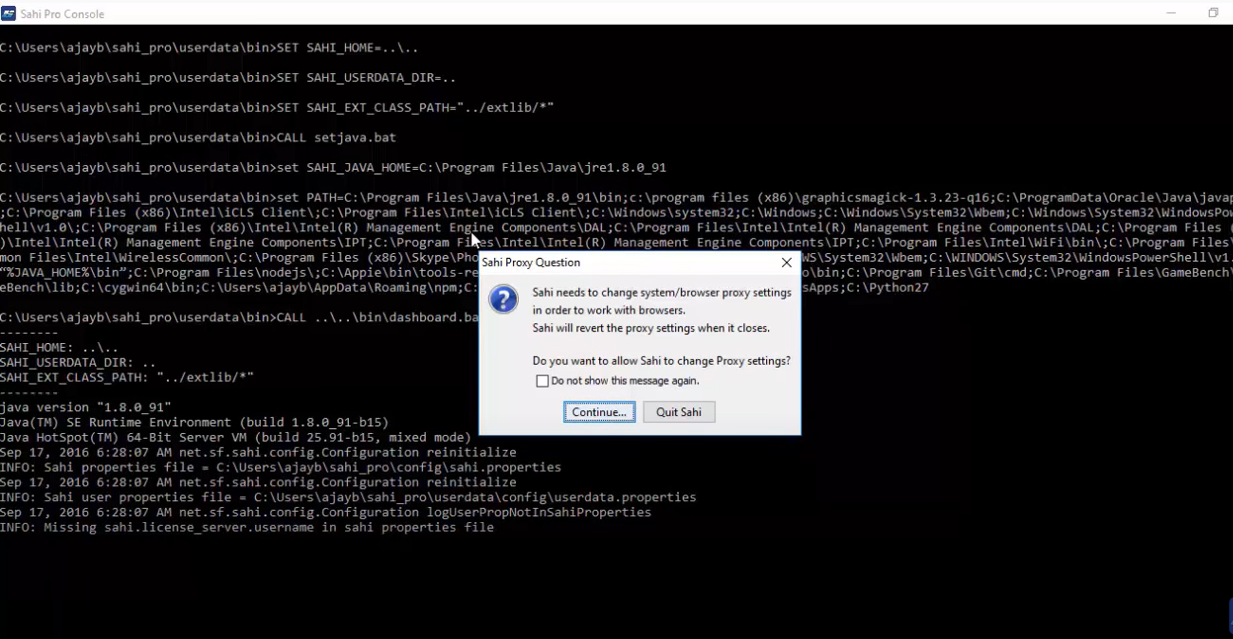 Sahi Pro Console
C:\Users\ajayb\sahi_pro\userdata\bin>SET SAHI_HOME=..\..
C:\Users\ajayb\sahi_pro\userdata\bin>SET SAHI_USERDATA_DIR=..
C:\Users\ajayb\sahi_pro\userdata\bin>SET SAHI_EXT_CLASS_PATH="../extlib/*"
C:\Users\ajayb\sahi_pro\userdata\bin>CALL setjava.bat
C:\Users\ajayb\sahi_pro\userdata\bin>set SAHI_JAVA_HOME=C:\Program Files\Java\jre1.8.0_91
C:\Users\ajayb\sahi_pro\userdata\bin>set PATH=C:\Program Files\Java\jre1.8.0_91\bin;c:\program files (x86)\graphicsmagick-1.3.23-q16;C:\ProgramData\Oracle\Java\javap
;C:\Program Files (x86)\Intel\iCLS Client\;C:\Program Files\Intel\iCLS Client\;C:\Windows\system32;C:\Windows;C:\Windows\System32\Wbem;C:\Windows\System32\WindowsPow
hell\v1.0\;C:\Program Files (x86)\Intel\Intel(R) Management Engine Components\DAL;C:\Program Files\Intel\Intel(R) Management Engine Components\DAL;C:\Program Files (
)\Intel\Intel(R) Management Engine Components\IPT;C:\Program Files\Intel\Intel(R) Management Engine Components\IPT;C:\Program Files\Intel\WiFi\bin\;C:\Program Files\
mon Files\Intel\WirelessCommon\;C:\Program Files (x86)\Skype\Pho WS\system32;C:\WINDOWS;C:\WINDOWS\System32\Wbem;C:\WINDOWS\System32\WindowsPowerShell\v1.
"%JAVA_HOME%\bin";C:\Program Files\nodejs\;C:\Appie\bin\tools-re o\bin;C:\Program Files\Git\cmd;C:\Program Files\GameBench\
eBench\lib;C:\cygwin64\bin;C:\Users\ajayb\AppData\Roaming\npm;C: sApps;C:\Python27
C:\Users\ajayb\sahi_pro\userdata\bin>CALL ..\..\bin\dashboard.ba
--------
SAHI_HOME: ..\..
SAHI_USERDATA_DIR: ..
SAHI_EXT_CLASS_PATH: "../extlib/*"
--------
java version "1.8.0_91"
Java(TM) SE Runtime Environment (build 1.8.0_91-b15)
Java HotSpot(TM) 64-Bit Server VM (build 25.91-b15, mixed mode)
Sep 17, 2016 6:28:07 AM net.sf.sahi.config.Configuration reinitialize
INFO: Sahi properties file = C:\Users\ajayb\sahi_pro\config\sahi.properties
Sep 17, 2016 6:28:07 AM net.sf.sahi.config.Configuration reinitialize
INFO: Sahi user properties file = C:\Users\ajayb\sahi_pro\userdata\config\userdata.properties
Sep 17, 2016 6:28:07 AM net.sf.sahi.config.Configuration logUserPropNotInSahiProperties
INFO: Missing sahi.license_server.username in sahi properties file
Sahi Proxy Question
Sahi needs to change system/browser proxy settings
in order to work with browsers.
Sahi will revert the proxy settings when it closes.
Do you want to allow Sahi to change Proxy settings?
Do not show this message again.
Continue...
Quit Sahi